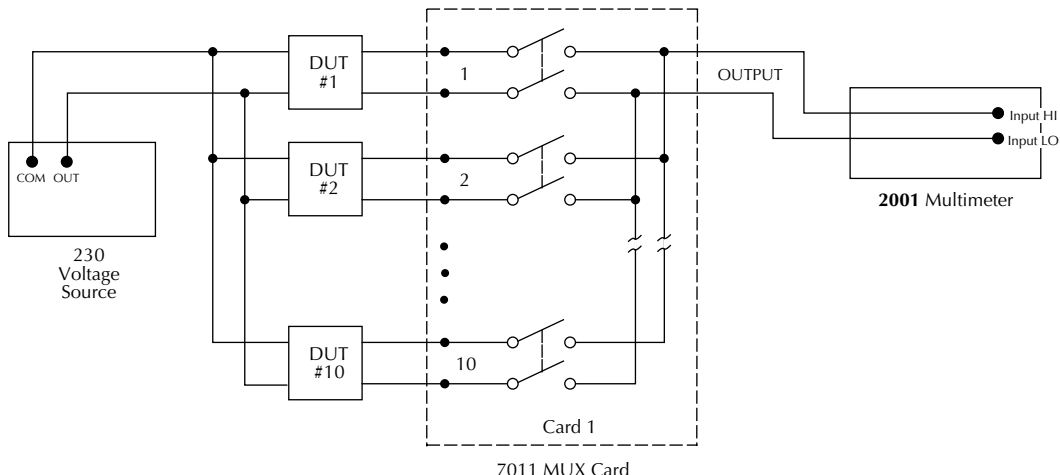 DUT
#1
1
OUTPUT
Input HI
Input LO
COM OUT
DUT
#2
2
2001 Multimeter
230
Voltage
Source
DUT
#10
10
Card 1
7011 MUX Card